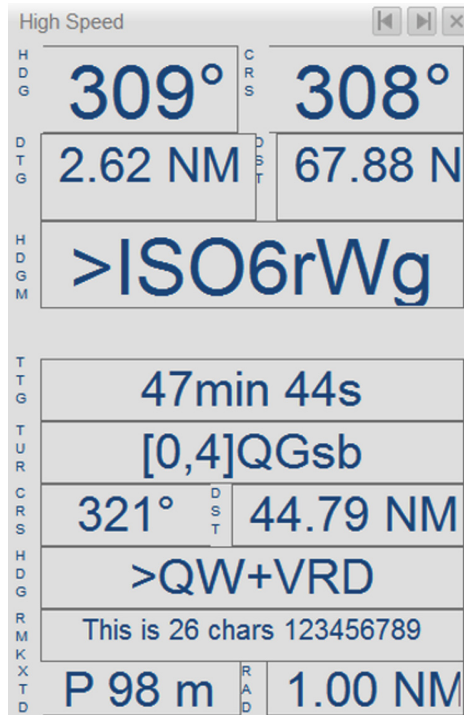 High Speed
HDG 309° CRS 308°
DTG 2.62 NM DST 67.88 N
HDGM >ISO6rWg
TTG 47min 44s
TUR [0,4]QGsb
CRS 321° DST 44.79 NM
HDG >QW+VRD
RMK This is 26 chars 123456789
XTD P 98 m RAD 1.00 NM